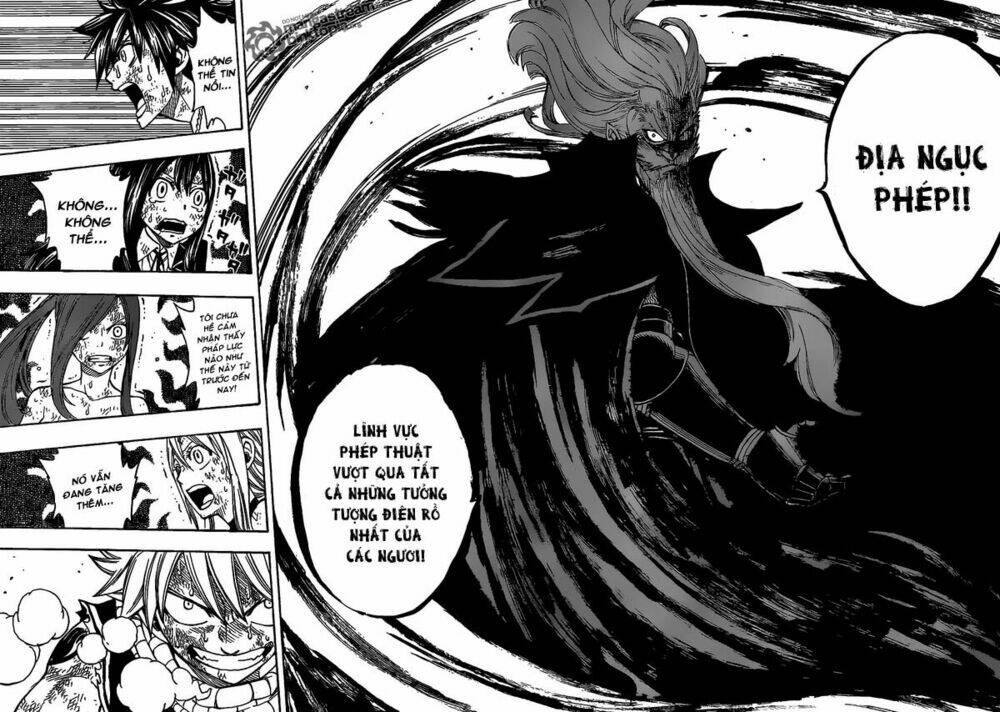 ĐỊA NGỤC
PHÉP!!
LĨNH VỰC
PHÉP THUẬT
VƯỢT QUA TẤT
CẢ NHỮNG TƯỞNG
TƯỢNG ĐIÊN RỒ
NHẤT CỦA
CÁC NGƯƠI!!
KHÔNG
THỂ TIN
NỔI...
KHÔNG...
KHÔNG
THỂ...
TÔI CHƯA
HỀ CẢM
NHẬN THẤY
PHÁP LỰC
NÀO NHƯ
THẾ NÀY TỪ
TRƯỚC ĐẾN
NAY!
NÓ VẪN
ĐANG TĂNG
THÊM...